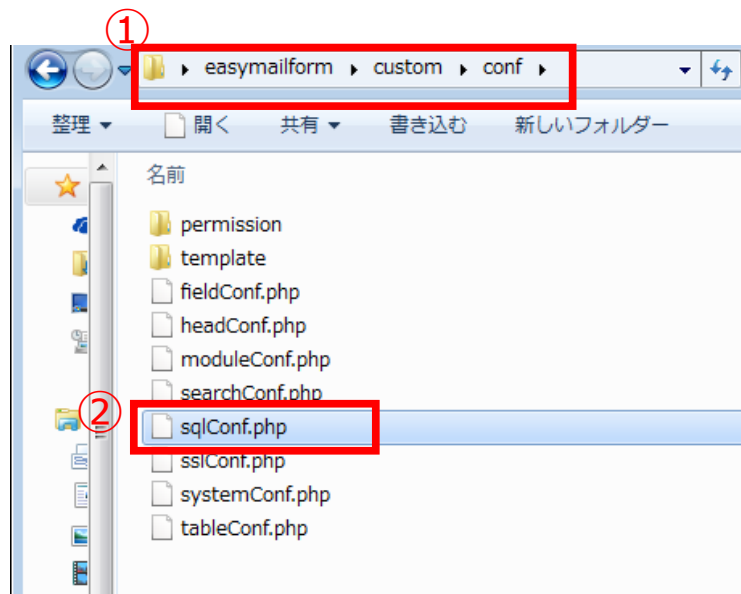 ①
easymailform custom conf
整理 開く 共有 書き込む 新しいフォルダー
名前
permission
template
fieldConf.php
headConf.php
moduleConf.php
searchConf.php
②
sqlConf.php
sslConf.php
systemConf.php
tableConf.php